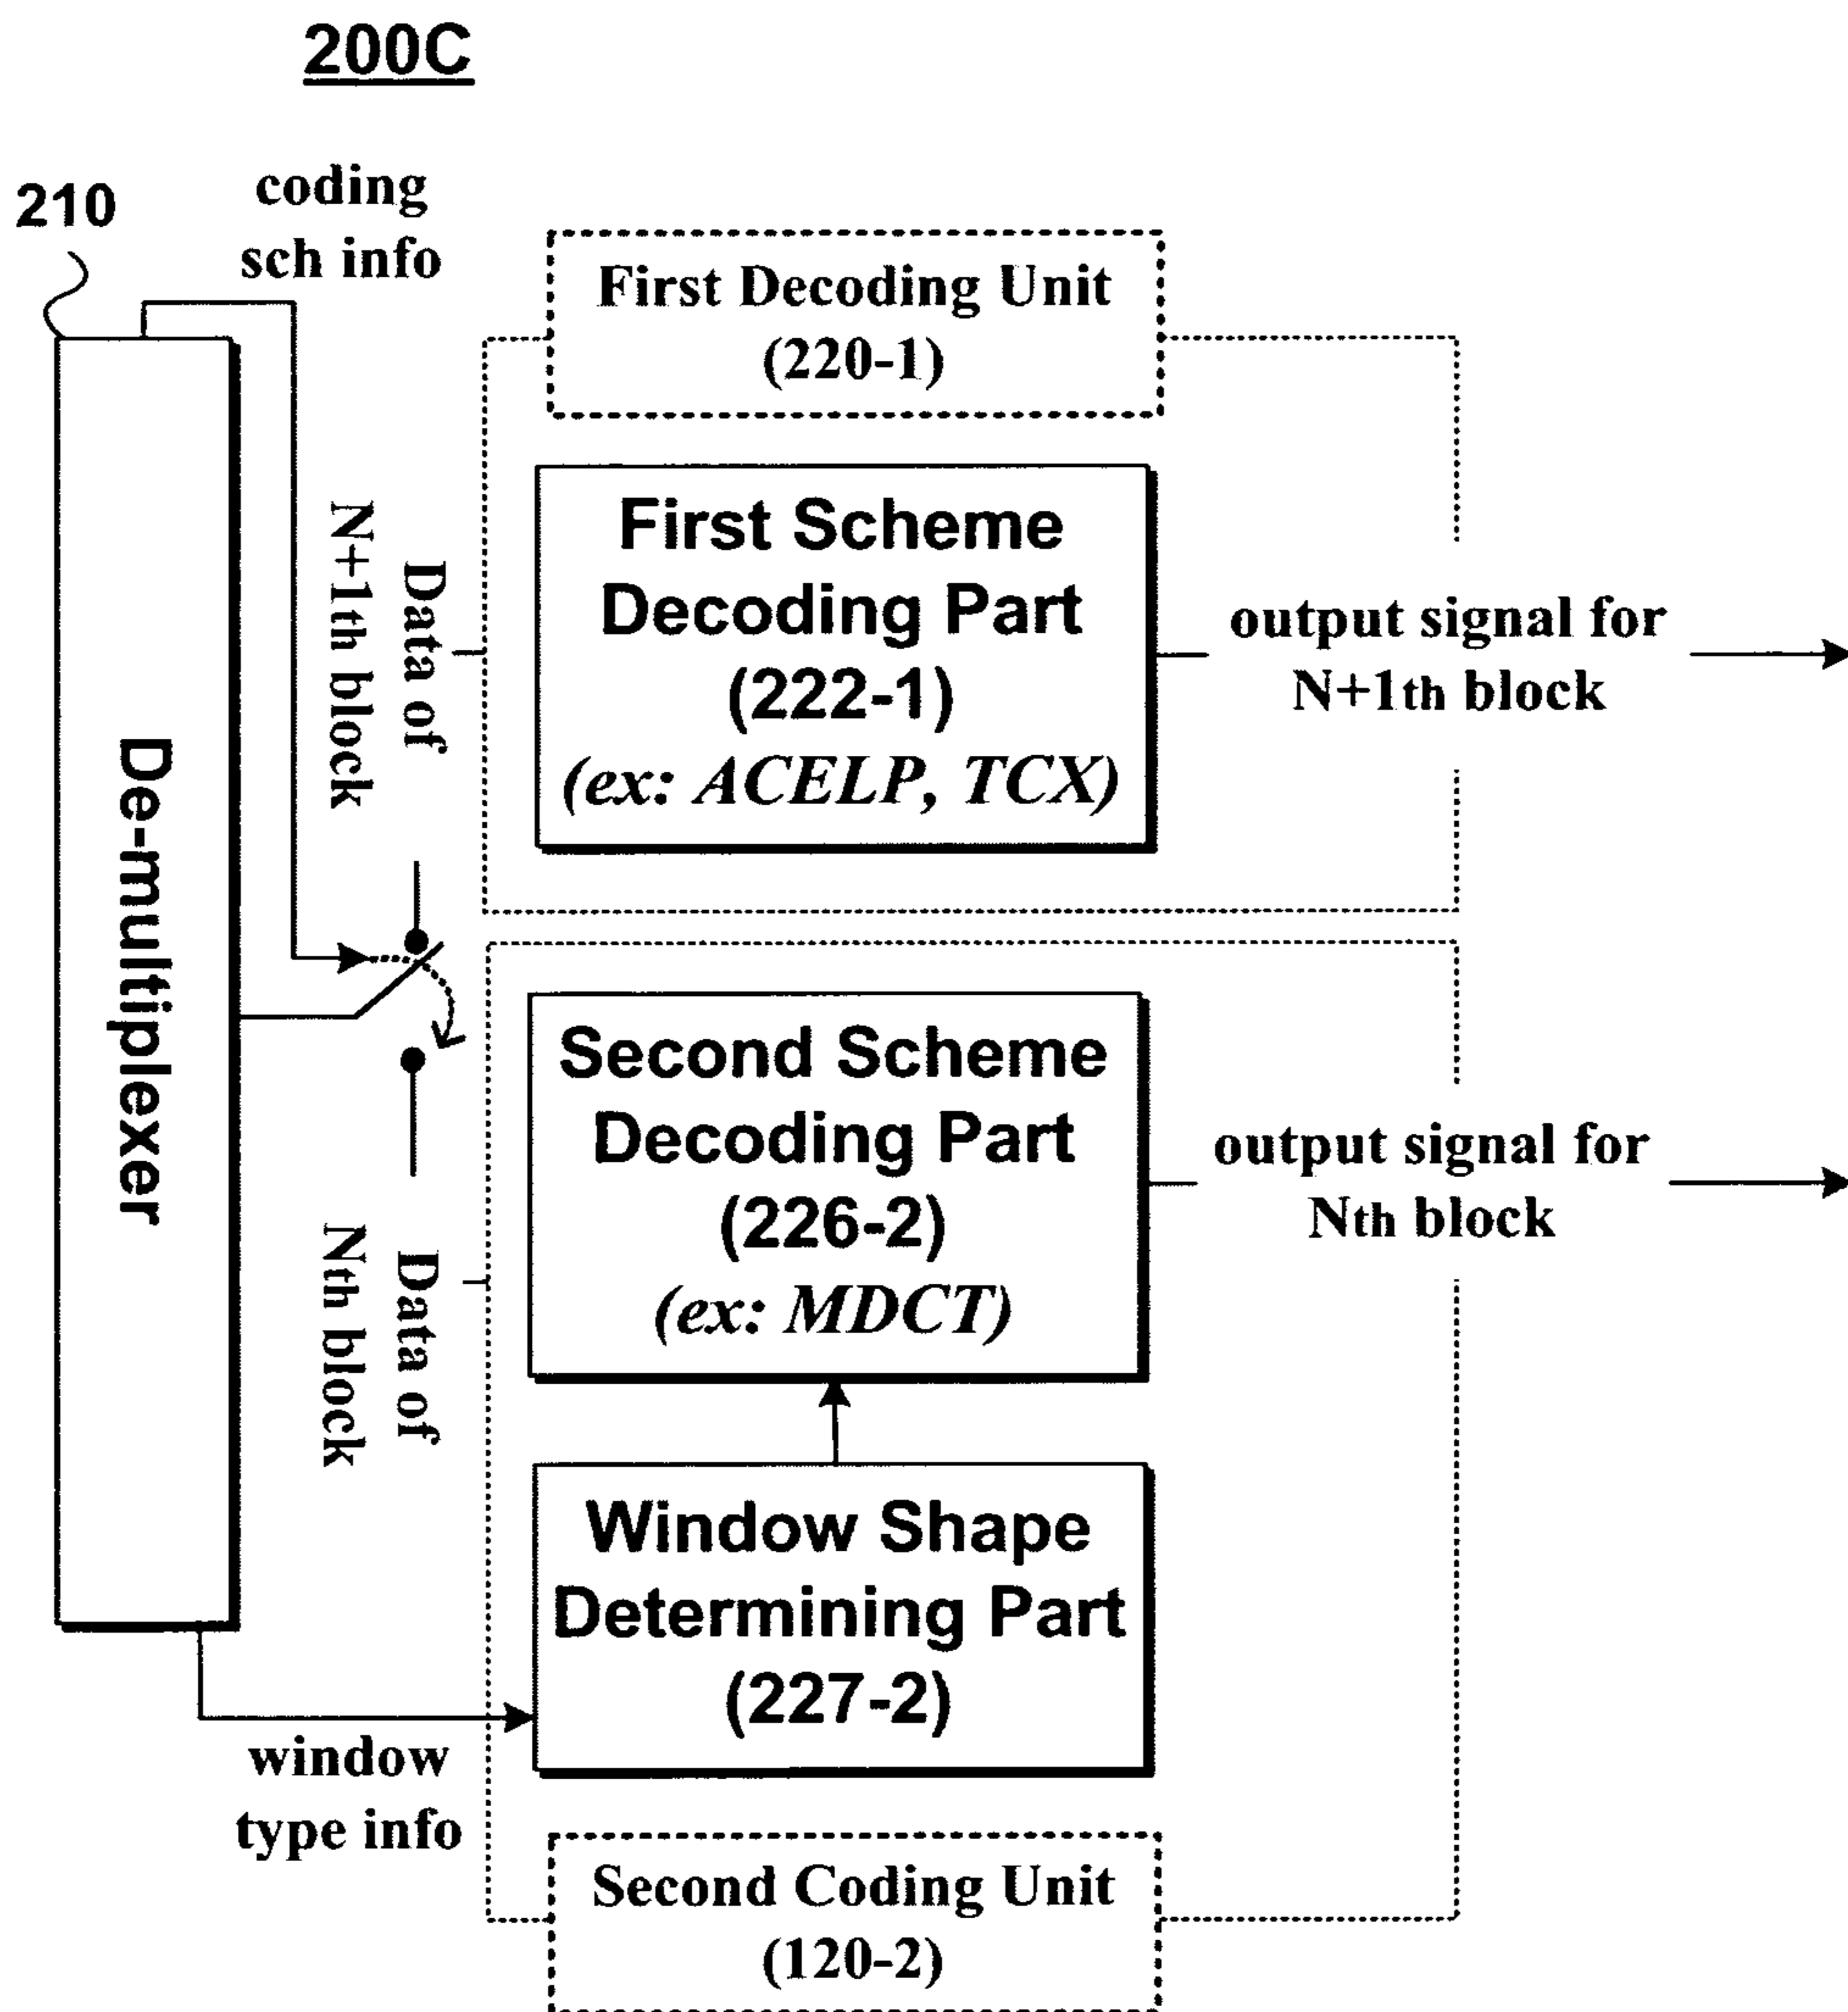 200C
210
coding
sch info
First Decoding Unit
(220-1)
Data of
N+1th block
First Scheme
Decoding Part
(222-1)
(ex: ACELP, TCX)
output signal for
N+1th block
De-multiplexer
Second Scheme
Decoding Part
(226-2)
(ex: MDCT)
output signal for
Nth block
Data of
Nth block
Window Shape
Determining Part
(227-2)
window
type info
Second Coding Unit
(120-2)